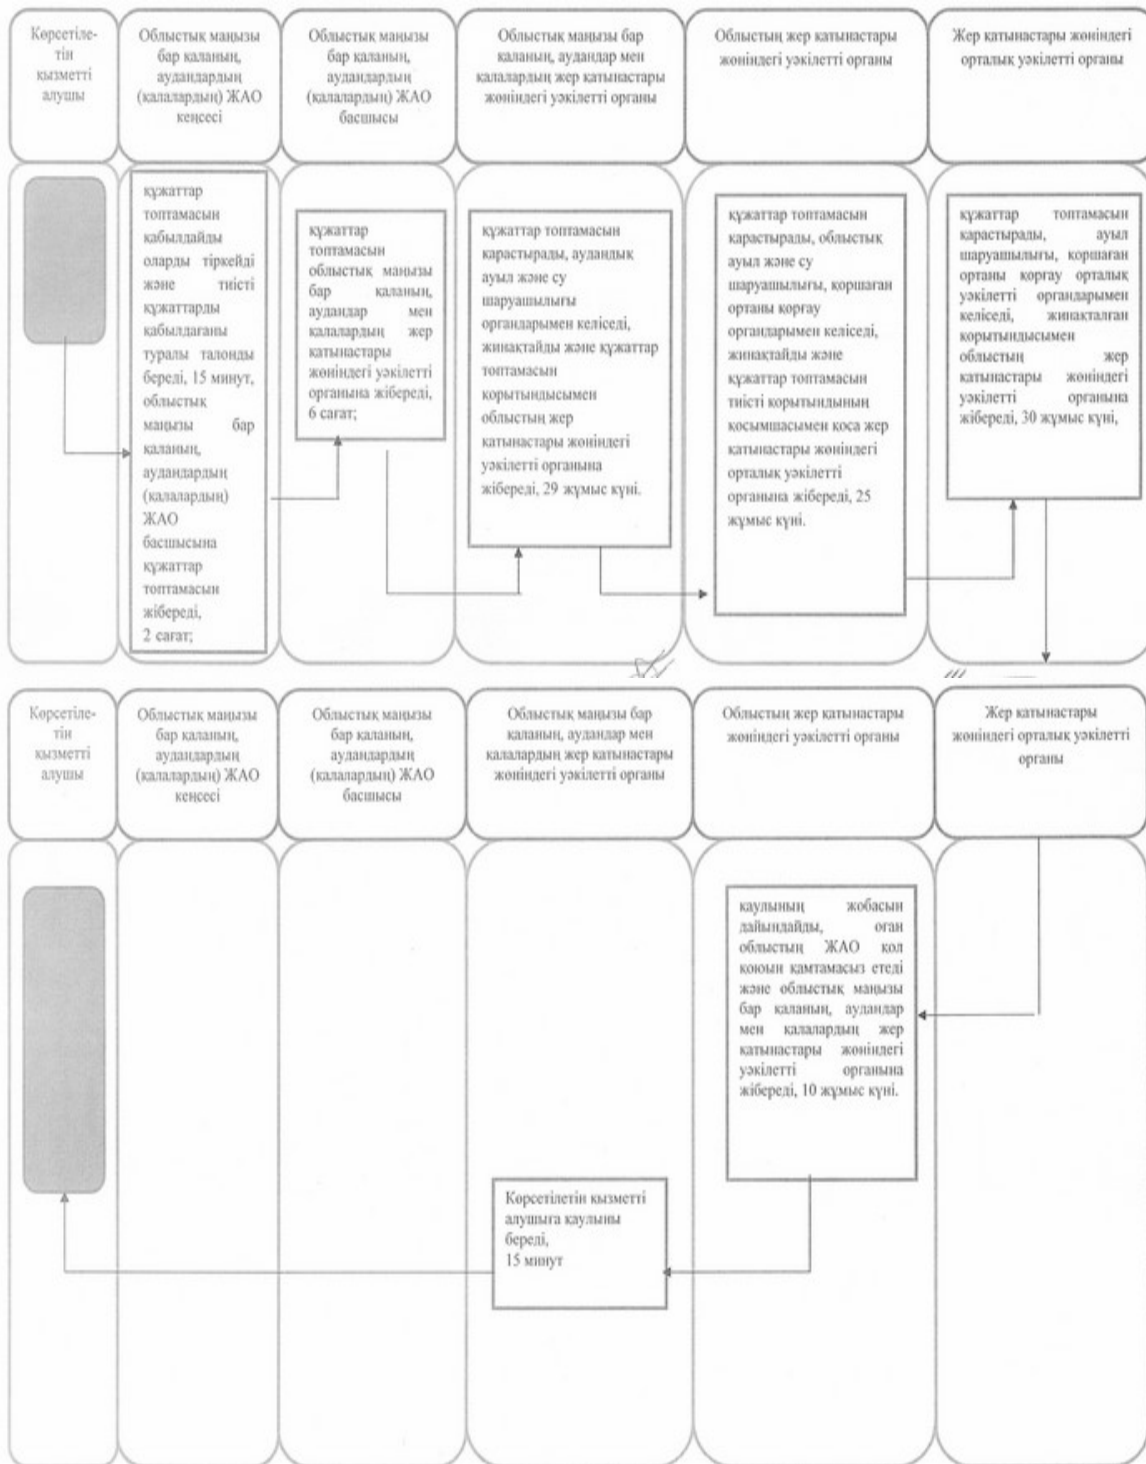 Көрсетіле-
тін
қызметті
алушы
Облыстық маңызы
бар қаланың,
аудандардың
(қалалардың) ЖАО
кеңсесі
Облыстық маңызы
бар қаланың,
аудандардың
(қалалардың) ЖАО
басшысы
Облыстық маңызы бар
қаланың, аудандар мен
қалалардың жер қатынастары
жөніндегі уәкілетті органы
Облыстың жер қатынастары
жөніндегі уәкілетті органы
Жер қатынастары жөніндегі
орталық уәкілетті органы
құжаттар
топтамасын
қабылдайды
оларды тіркейді
және тиісті
құжаттарды
қабылдағаны
туралы талонды
береді, 15 минут,
облыстық
маңызы бар
қаланың,
аудандардың
(қалалардың)
ЖАО
басшысына
құжаттар
топтамасын
жібереді,
2 сағат;
құжаттар
топтамасын
облыстық маңызы
бар қаланың,
аудандар мен
қалалардың жер
қатынастары
жөніндегі уәкілетті
органына жібереді,
6 сағат;
құжаттар топтамасын
қарастырады, аудандық
ауыл және су
шаруашылығы
органдарымен келіседі,
жинақтайды және құжаттар
топтамасын
қорытындысымен
облыстың жер
қатынастары жөніндегі
уәкілетті органына
жібереді, 29 жұмыс күні.
құжаттар топтамасын
қарастырады, облыстық
ауыл және су
шаруашылығы, қоршаған
ортаны қорғау
органдарымен келіседі,
жинақтайды және
құжаттар топтамасын
тиісті қорытындының
қосымшасымен қоса жер
қатынастары жөніндегі
орталық уәкілетті
органына жібереді, 25
жұмыс күні.
құжаттар топтамасын
қарастырады, ауыл
шаруашылығы, қоршаған
ортаны қорғау орталық
уәкілетті органдарымен
келіседі, жинақталған
қорытындысымен
облыстың жер
қатынастары жөніндегі
уәкілетті органына
жібереді, 30 жұмыс күні,
Көрсетіле-
тін
қызметті
алушы
Облыстық маңызы
бар қаланың,
аудандардың
(қалалардың) ЖАО
кеңсесі
Облыстық маңызы
бар қаланың,
аудандардың
(қалалардың) ЖАО
басшысы
Облыстық маңызы бар
қаланың, аудандар мен
қалалардың жер қатынастары
жөніндегі уәкілетті органы
Облыстың жер қатынастары
жөніндегі уәкілетті органы
Жер қатынастары
жөніндегі орталық уәкілетті
органы
қаулының жобасын
дайындайды, оған
облыстың ЖАО қол
қоюын қамтамасыз етеді
және облыстық маңызы
бар қаланың, аудандар
мен қалалардың жер
қатынастары жөніндегі
уәкілетті органына
жібереді, 10 жұмыс күні.
Көрсетілетін қызметті
алушыға қаулыны
береді,
15 минут